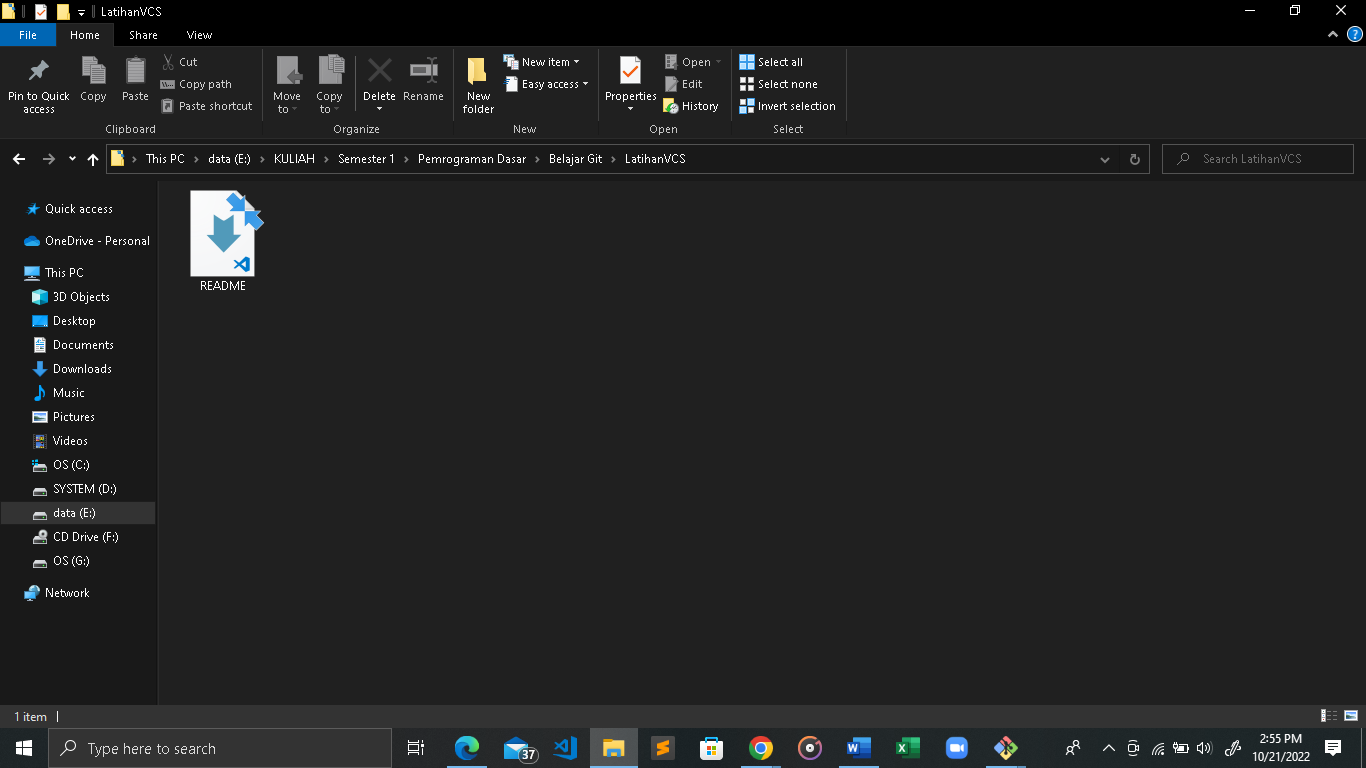 LatihanVCS
File Home Share View
Pin to Quick access
Copy
Paste
Cut
Copy path
Paste shortcut
Clipboard
Move to
Copy to
Delete
Rename
Organize
New folder
New item
Easy access
New
Properties
Open
Edit
History
Open
Select all
Select none
Invert selection
Select
This PC > data (E:) > KULIAH > Semester 1 > Pemrograman Dasar > Belajar Git > LatihanVCS
Search LatihanVCS
Quick access
OneDrive - Personal
This PC
3D Objects
Desktop
Documents
Downloads
Music
Pictures
Videos
OS (C:)
SYSTEM (D:)
data (E:)
CD Drive (F:)
OS (G:)
Network
README
1 item
Type here to search
37
2:55 PM
10/21/2022